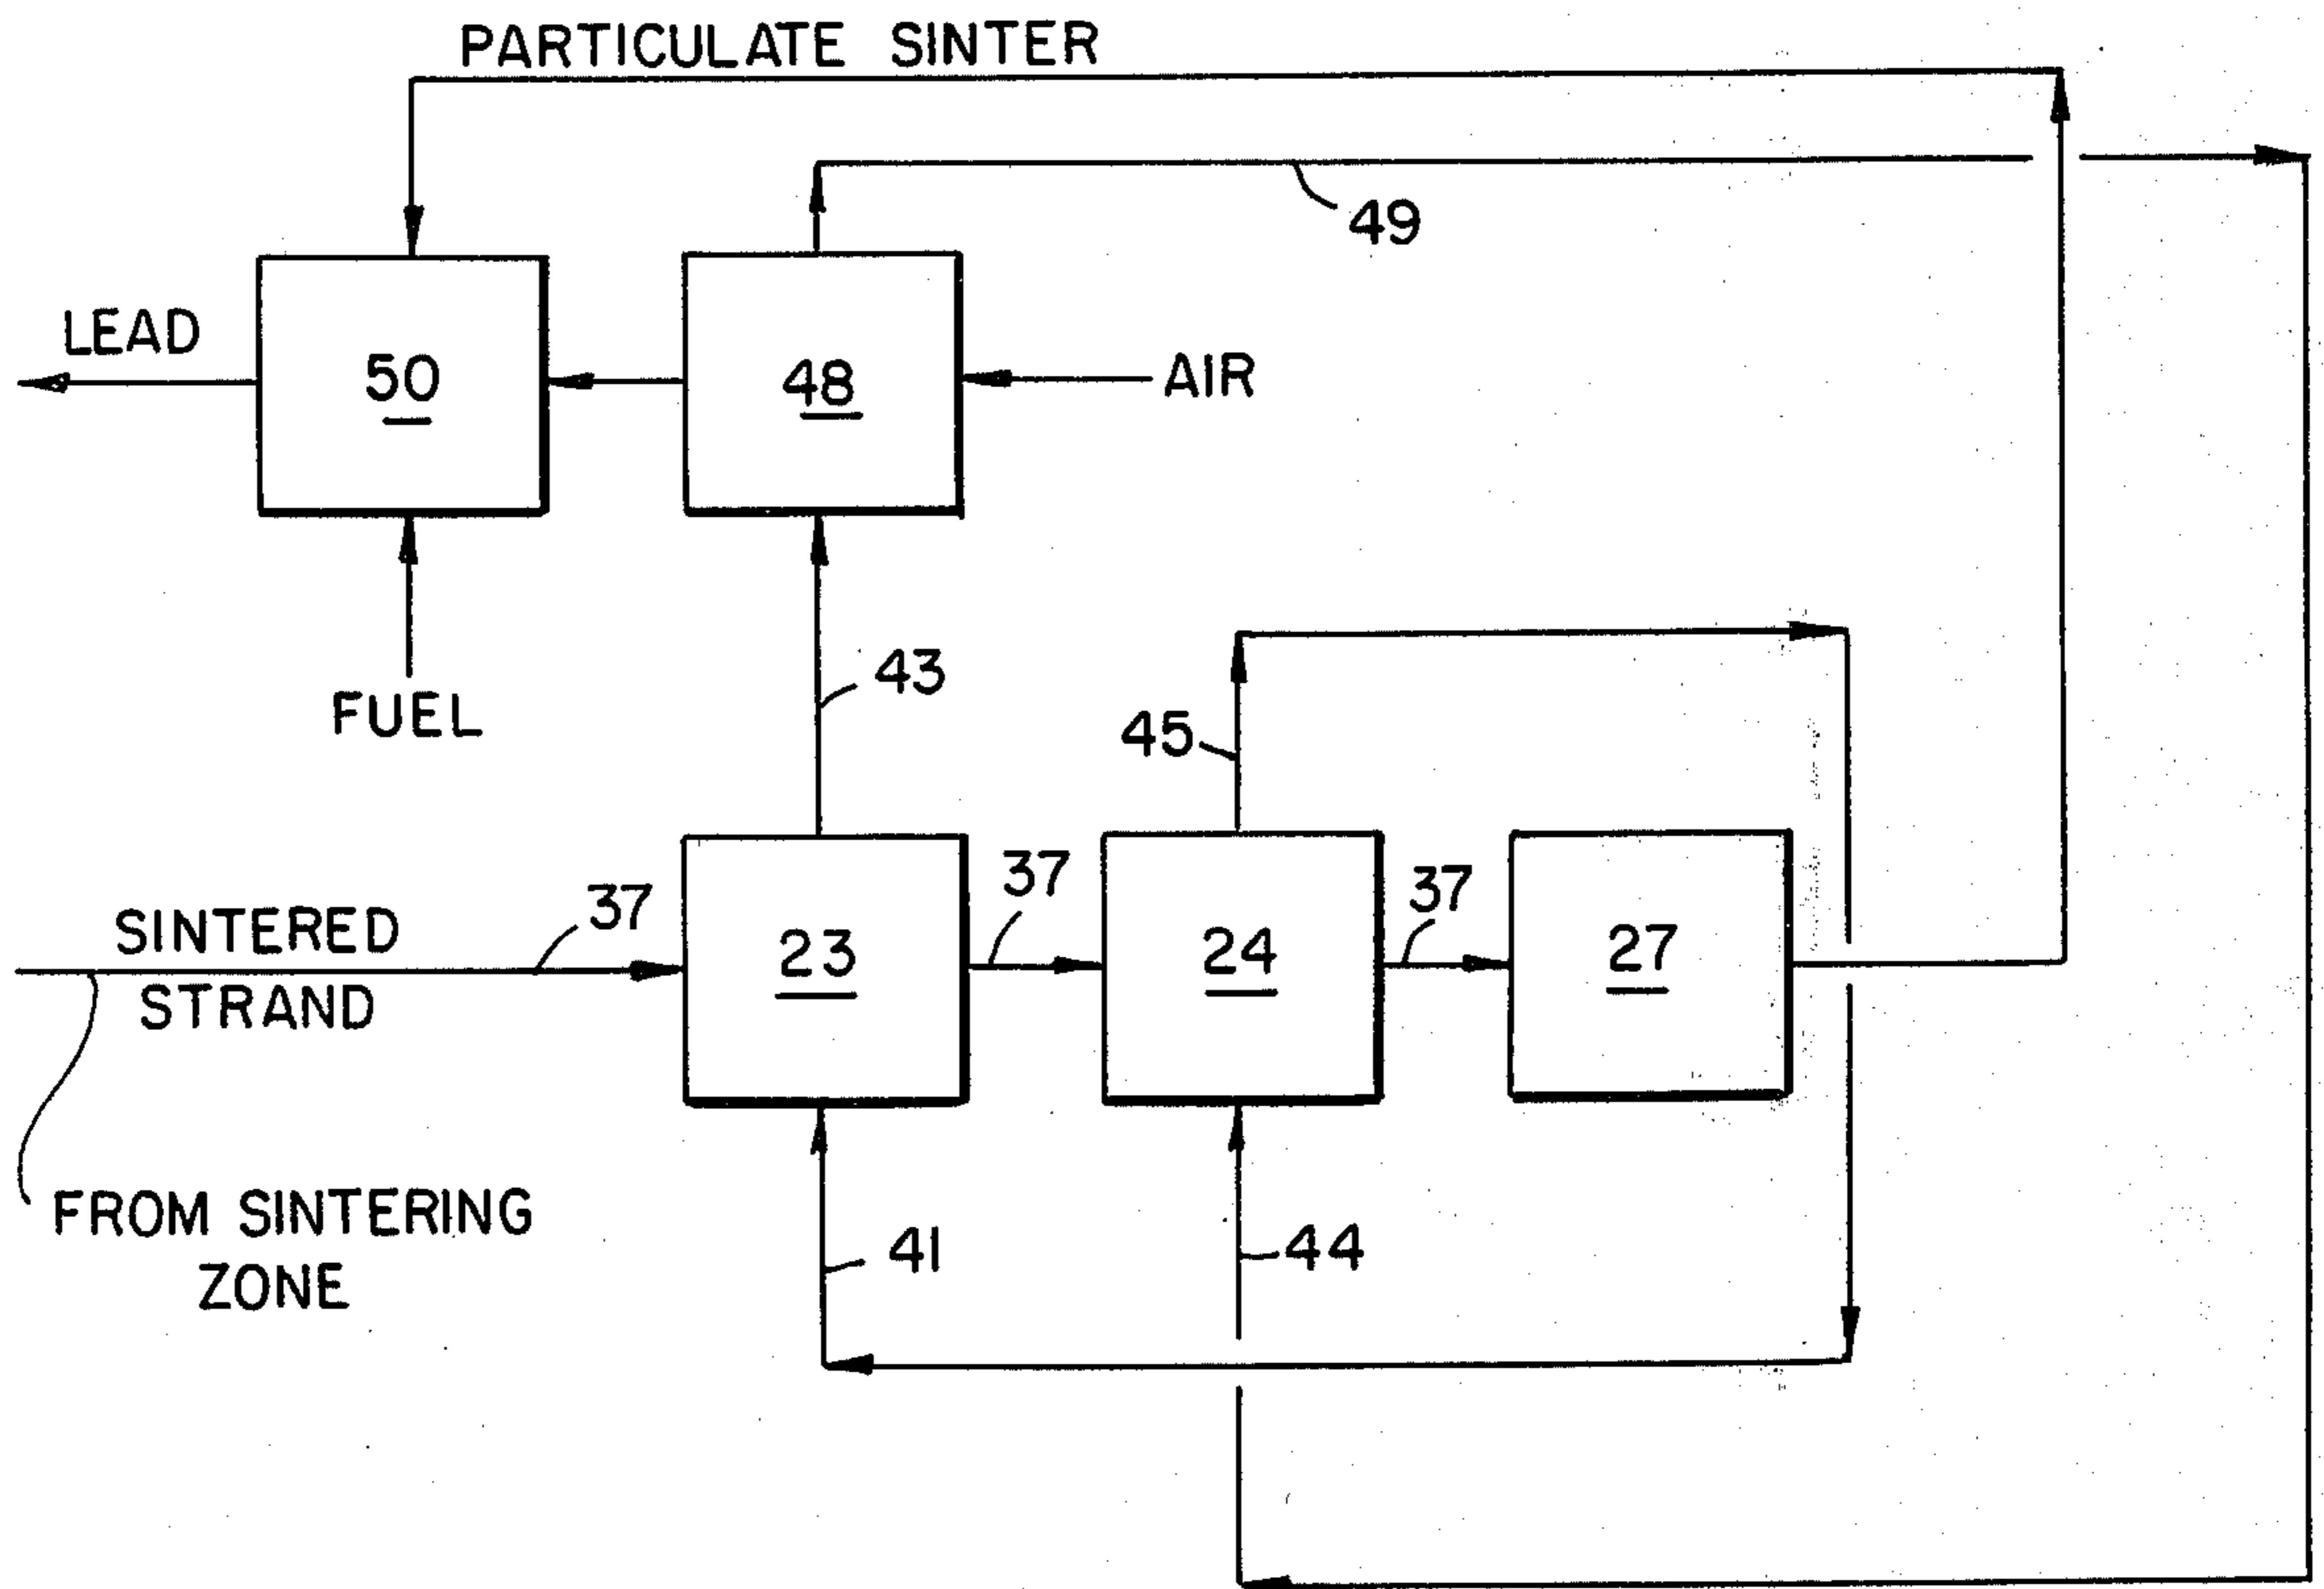 PARTICULATE SINTER
49
LEAD
50
48
AIR
FUEL
43
45
SINTERED
STRAND
37
23
37
24
37
27
FROM SINTERING
ZONE
41
44